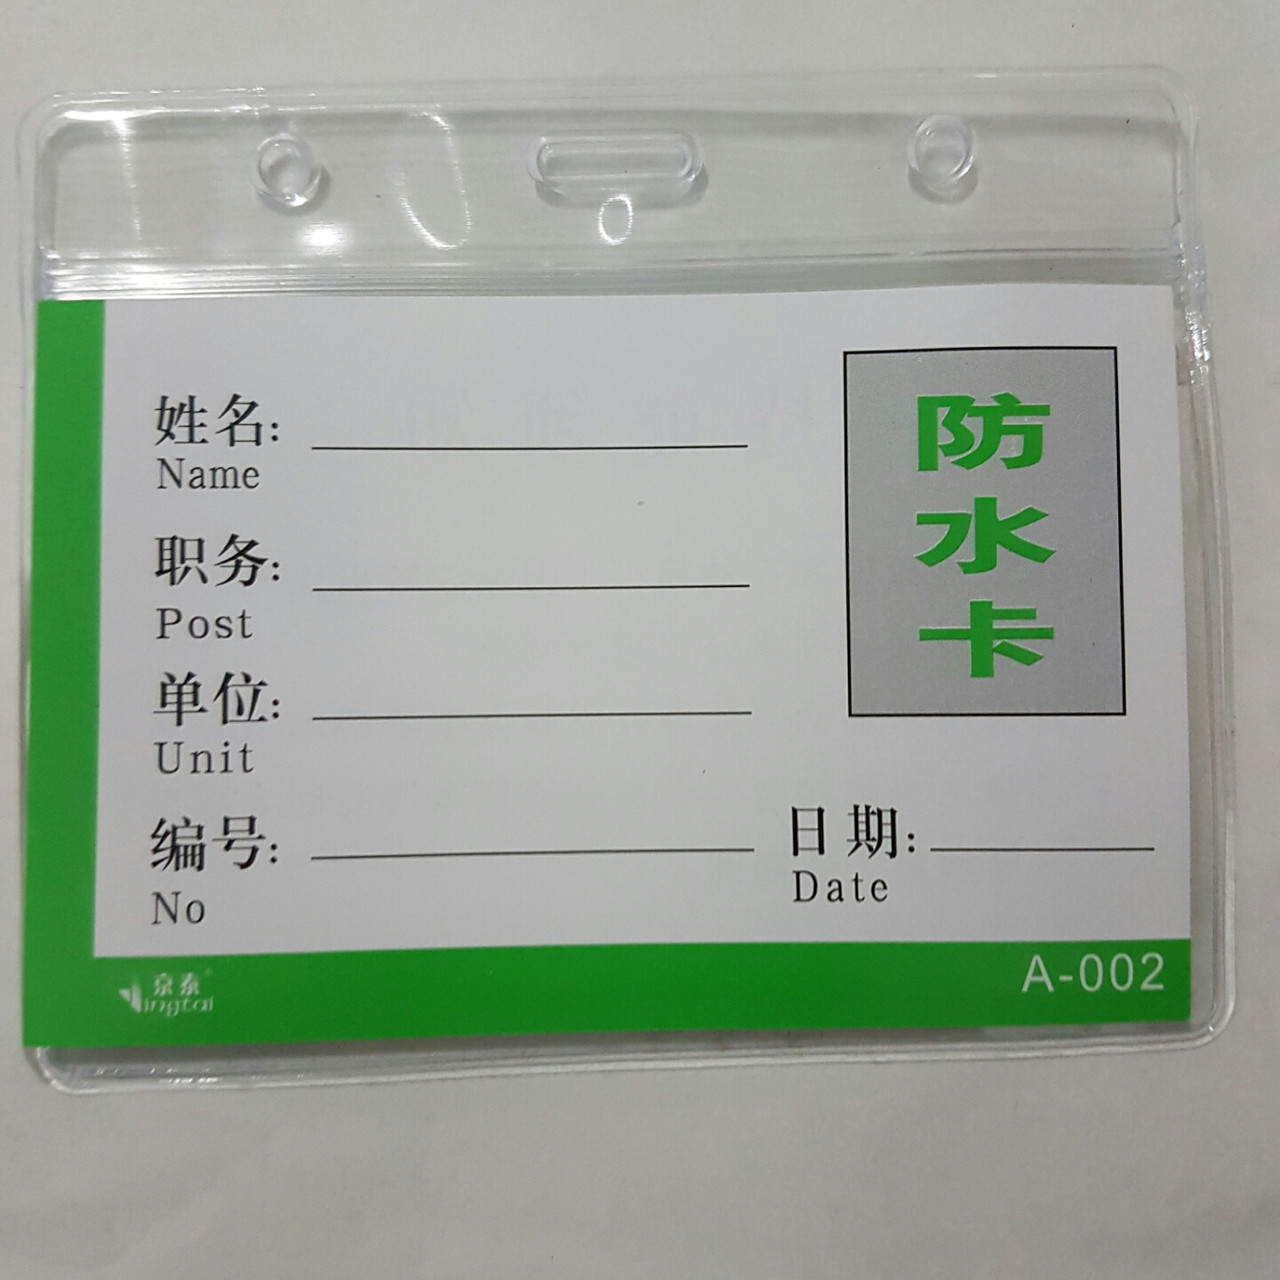 姓名:
Name
防水卡
职务:
Post
单位:
Unit
编号:
No
日期:
Date
京泰
Jingtai
A-002